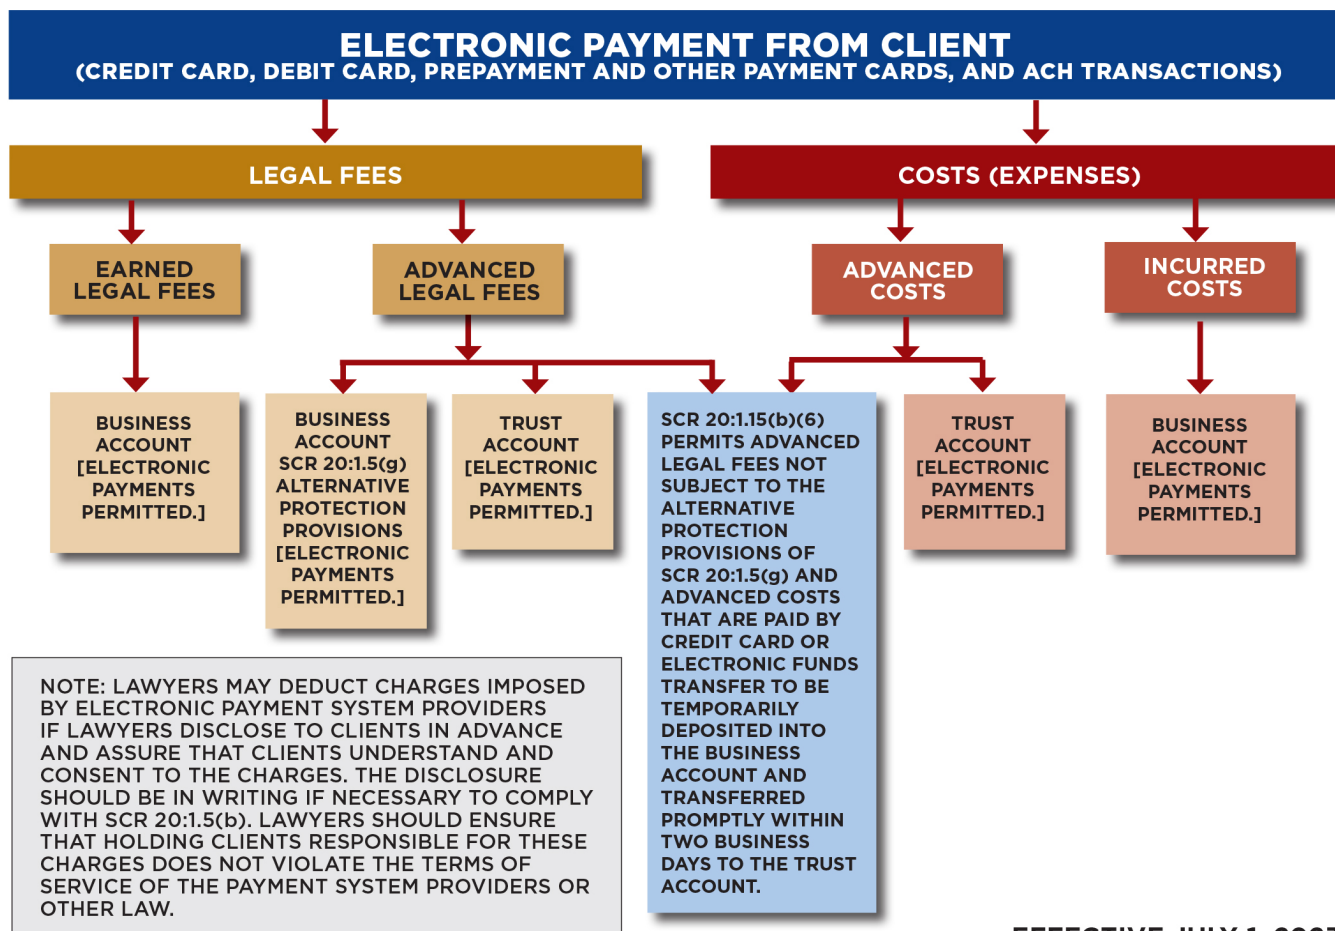 ELECTRONIC PAYMENT FROM CLIENT
(CREDIT CARD, DEBIT CARD, PREPAYMENT AND OTHER PAYMENT CARDS, AND ACH TRANSACTIONS)
LEGAL FEES
COSTS (EXPENSES)
EARNED
LEGAL FEES
ADVANCED
LEGAL FEES
ADVANCED
COSTS
INCURRED
COSTS
BUSINESS
ACCOUNT
[ELECTRONIC
PAYMENTS
PERMITTED.]
BUSINESS
ACCOUNT
SCR 20:1.5(g)
ALTERNATIVE
PROTECTION
PROVISIONS
[ELECTRONIC
PAYMENTS
PERMITTED.]
TRUST
ACCOUNT
[ELECTRONIC
PAYMENTS
PERMITTED.]
SCR 20:1.15(b)(6)
PERMITS ADVANCED
LEGAL FEES NOT
SUBJECT TO THE
ALTERNATIVE
PROTECTION
PROVISIONS OF
SCR 20:1.5(g) AND
ADVANCED COSTS
THAT ARE PAID BY
CREDIT CARD OR
ELECTRONIC FUNDS
TRANSFER TO BE
TEMPORARILY
DEPOSITED INTO
THE BUSINESS
ACCOUNT AND
TRANSFERRED
PROMPTLY WITHIN
TWO BUSINESS
DAYS TO THE TRUST
ACCOUNT.
TRUST
ACCOUNT
[ELECTRONIC
PAYMENTS
PERMITTED.]
BUSINESS
ACCOUNT
[ELECTRONIC
PAYMENTS
PERMITTED.]
NOTE: LAWYERS MAY DEDUCT CHARGES IMPOSED
BY ELECTRONIC PAYMENT SYSTEM PROVIDERS
IF LAWYERS DISCLOSE TO CLIENTS IN ADVANCE
AND ASSURE THAT CLIENTS UNDERSTAND AND
CONSENT TO THE CHARGES. THE DISCLOSURE
SHOULD BE IN WRITING IF NECESSARY TO COMPLY
WITH SCR 20:1.5(b). LAWYERS SHOULD ENSURE
THAT HOLDING CLIENTS RESPONSIBLE FOR THESE
CHARGES DOES NOT VIOLATE THE TERMS OF
SERVICE OF THE PAYMENT SYSTEM PROVIDERS OR
OTHER LAW.
EFFECTIVE JULY 1,